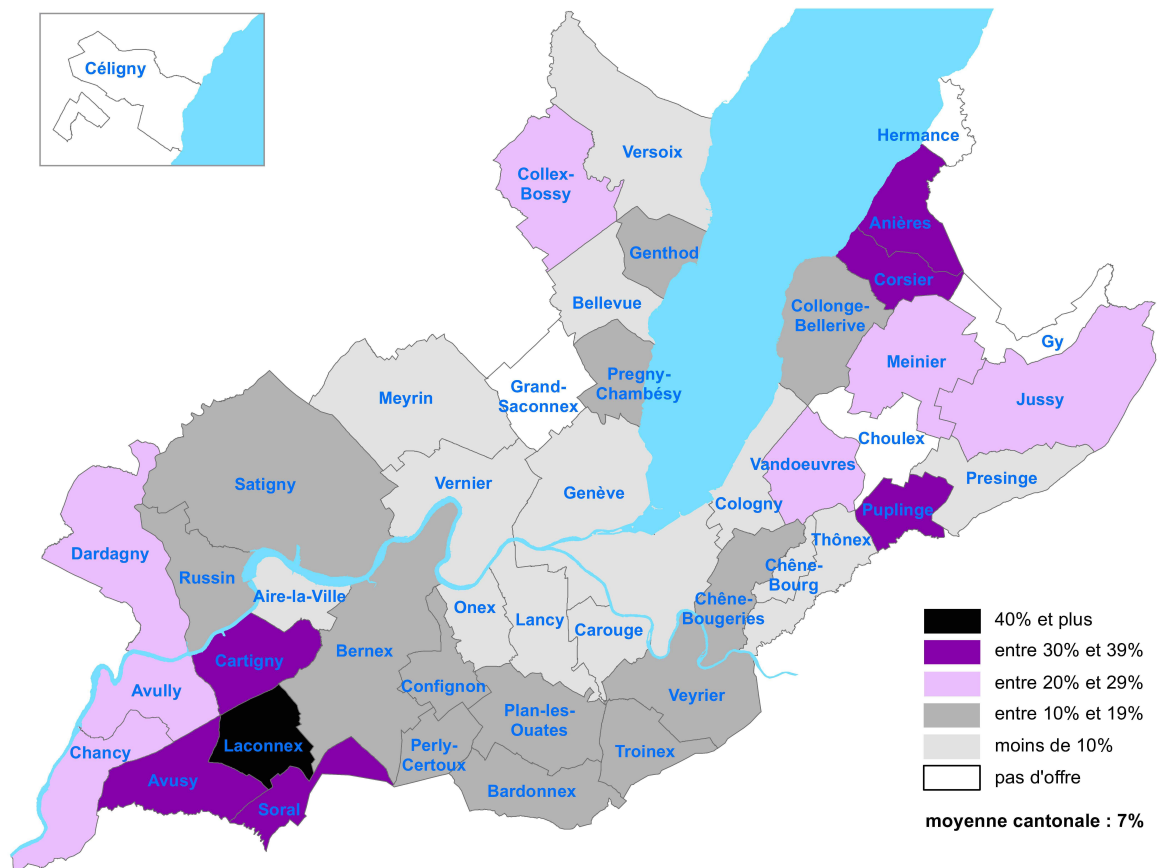 Céligny
Hermance
Versoix
Collex-
Bossy
Anières
Genthod
Corsier
Bellevue
Collonge-
Bellerive
Gy
Meinier
Pregny-
Chambésy
Grand-
Saconnex
Meyrin
Jussy
Choulex
Vandoeuvres
Presinge
Satigny
Vernier
Genève
Cologny
Puplinge
Thônex
Dardagny
Chêne-
Bourg
Russin
Aire-la-Ville
Chêne-
Bougeries
Onex
Lancy
Carouge
Bernex
Cartigny
Confignon
Avully
Veyrier
Plan-les-
Ouates
Laconnex
Chancy
Perly-
Certoux
Troinex
Avusy
Bardonnex
Soral
40% et plus
entre 30% et 39%
entre 20% et 29%
entre 10% et 19%
moins de 10%
pas d'offre
moyenne cantonale : 7%